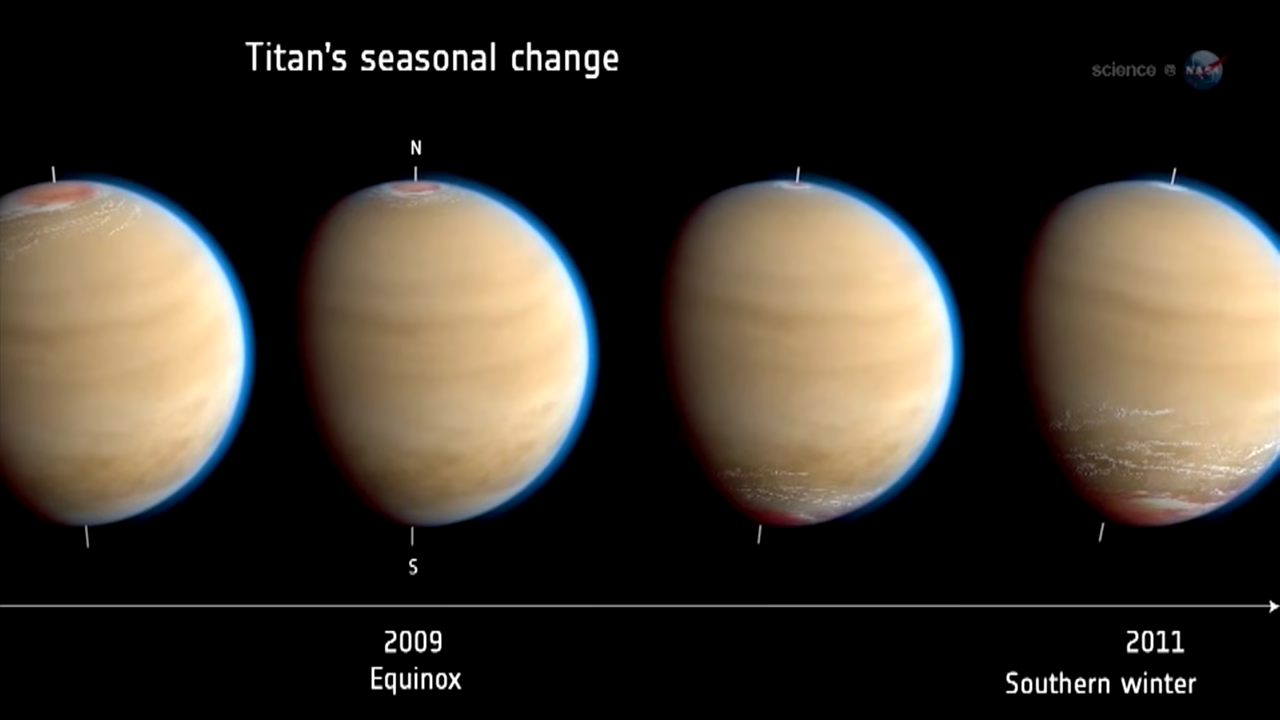 Titan's seasonal change
science @ NASA
N
S
2009
Equinox
2011
Southern winter